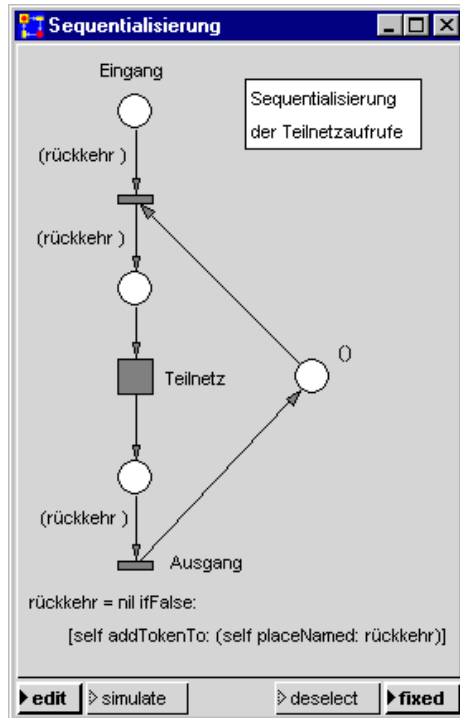 Sequentialisierung
Eingang
Sequentialisierung
der Teilnetzaufrufe
(rückkehr )
(rückkehr )
()
Teilnetz
(rückkehr )
Ausgang
rückkehr = nil ifFalse:
[self addTokenTo: (self placeNamed: rückkehr)]
edit simulate deselect fixed